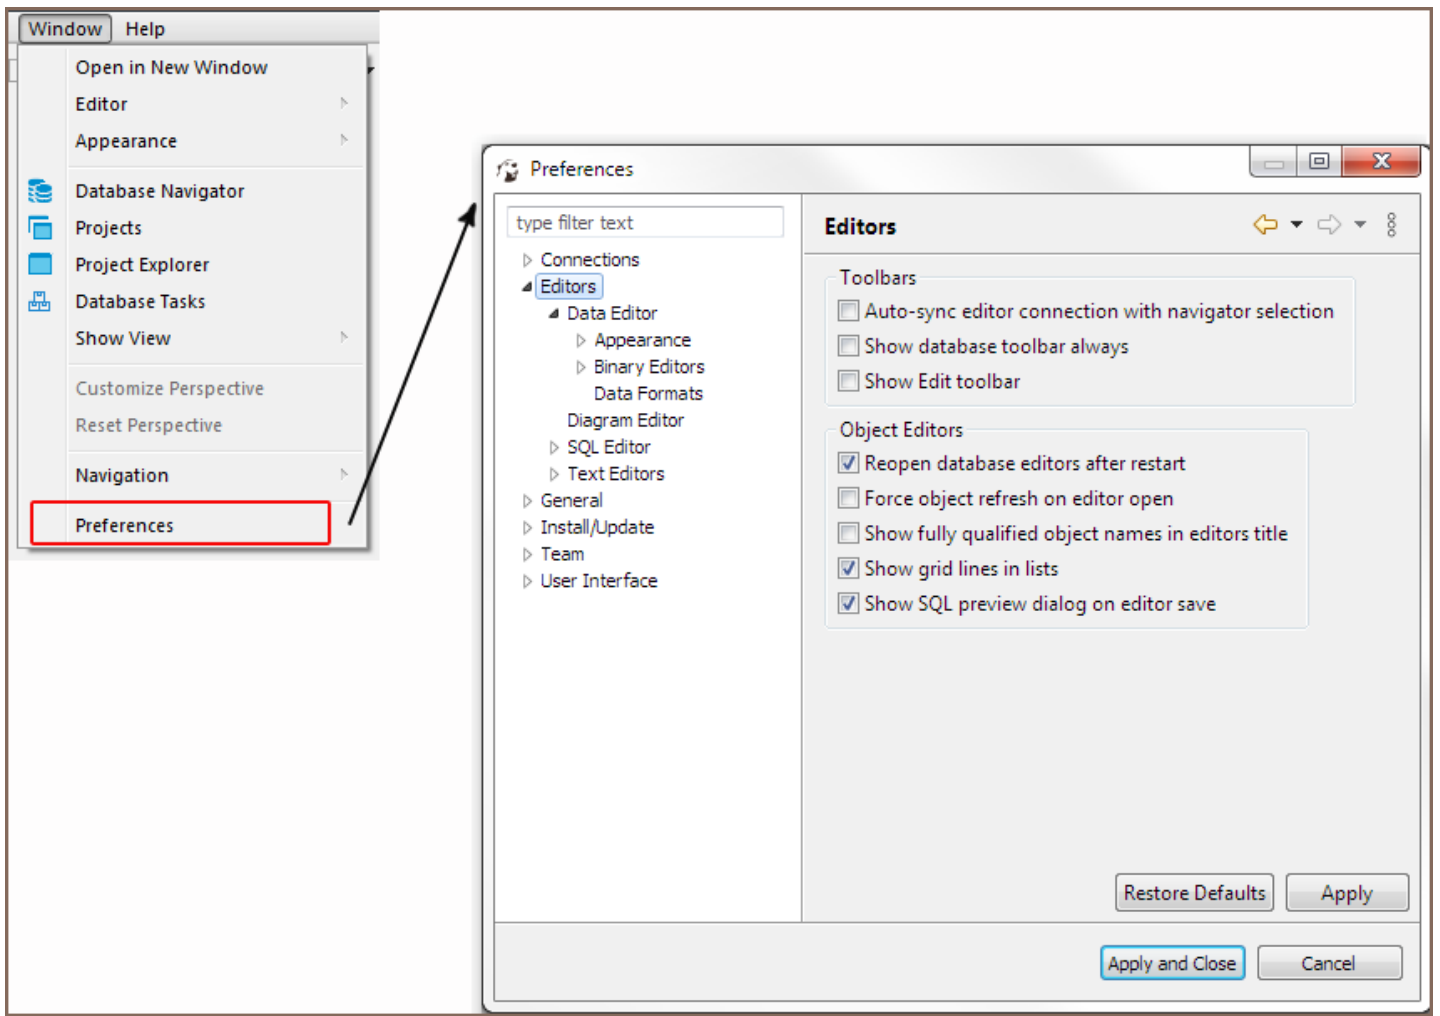 Window Help
Open in New Window
Editor
Appearance
Database Navigator
Projects
Project Explorer
Database Tasks
Show View
Customize Perspective
Reset Perspective
Navigation
Preferences
Preferences
type filter text
Connections
Editors
Data Editor
Appearance
Binary Editors
Data Formats
Diagram Editor
SQL Editor
Text Editors
General
Install/Update
Team
User Interface
Editors
Toolbars
Auto-sync editor connection with navigator selection
Show database toolbar always
Show Edit toolbar
Object Editors
Reopen database editors after restart
Force object refresh on editor open
Show fully qualified object names in editors title
Show grid lines in lists
Show SQL preview dialog on editor save
Restore Defaults Apply
Apply and Close Cancel